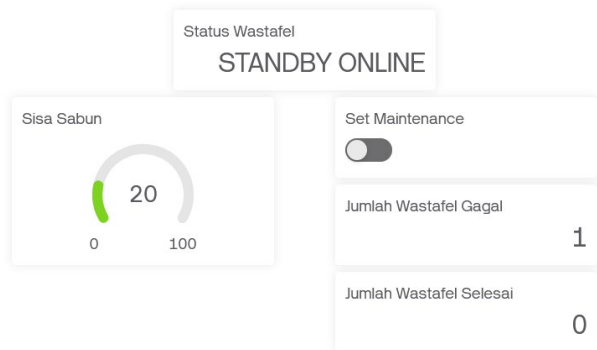 Status Wastafel
STANDBY ONLINE
Sisa Sabun
20
0
100
Set Maintenance
Jumlah Wastafel Gagal
1
Jumlah Wastafel Selesai
0